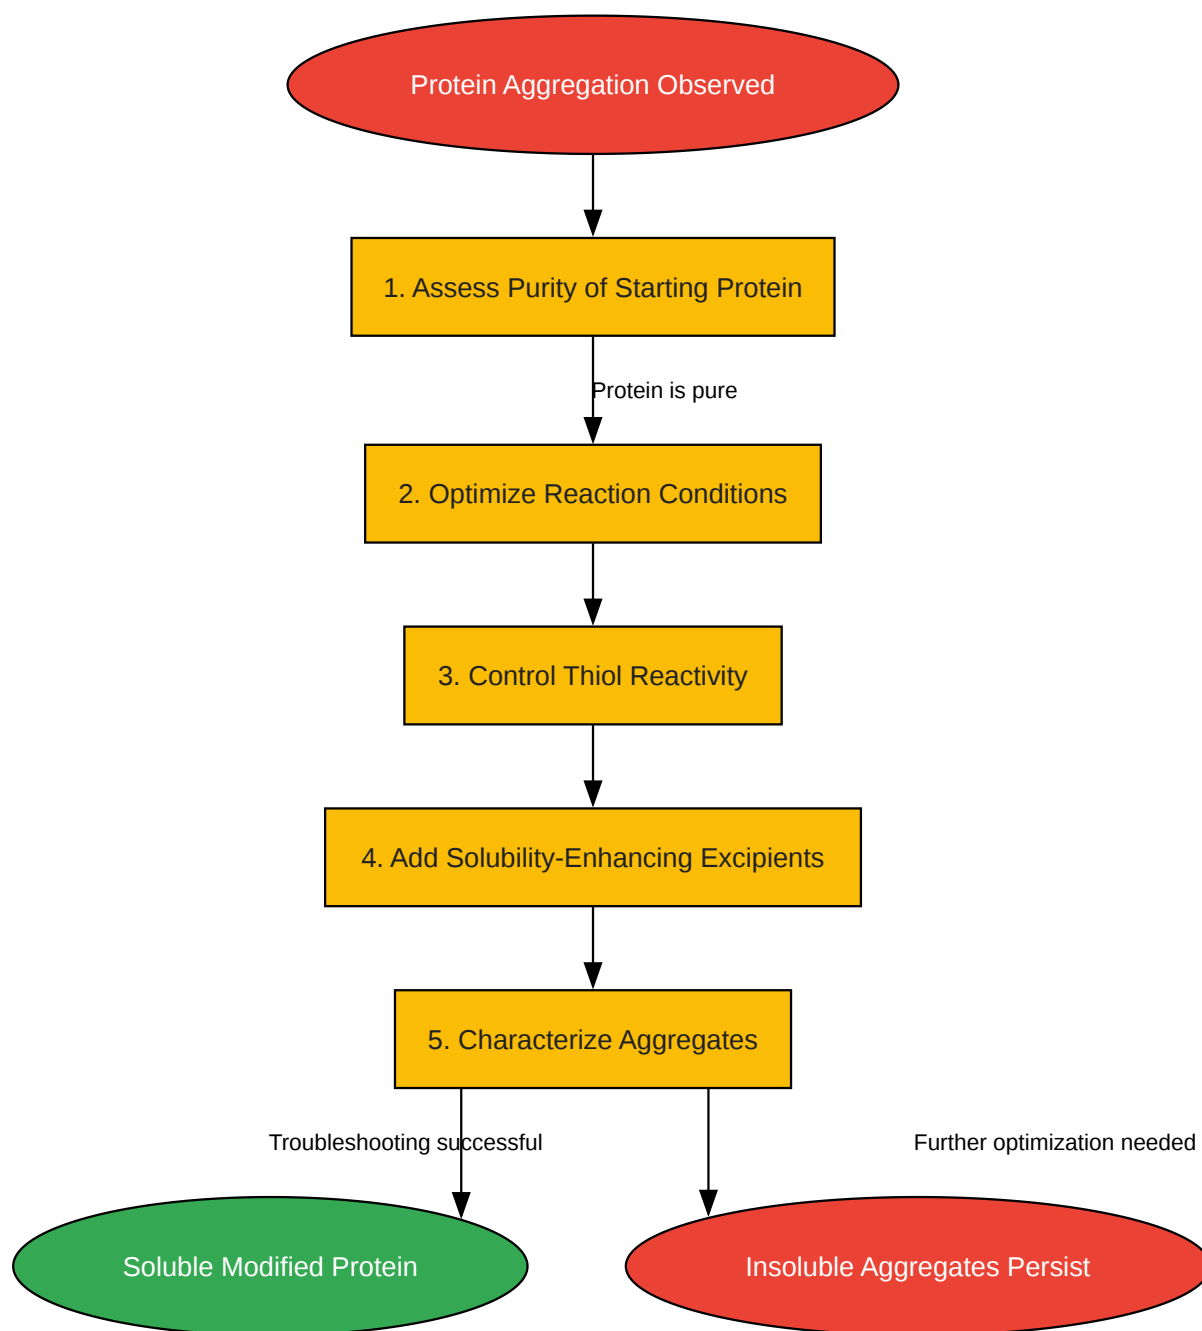 Protein Aggregation Observed
1. Assess Purity of Starting Protein
Protein is pure
2. Optimize Reaction Conditions
3. Control Thiol Reactivity
4. Add Solubility-Enhancing Excipients
5. Characterize Aggregates
Troubleshooting successful
Further optimization needed
Soluble Modified Protein
Insoluble Aggregates Persist